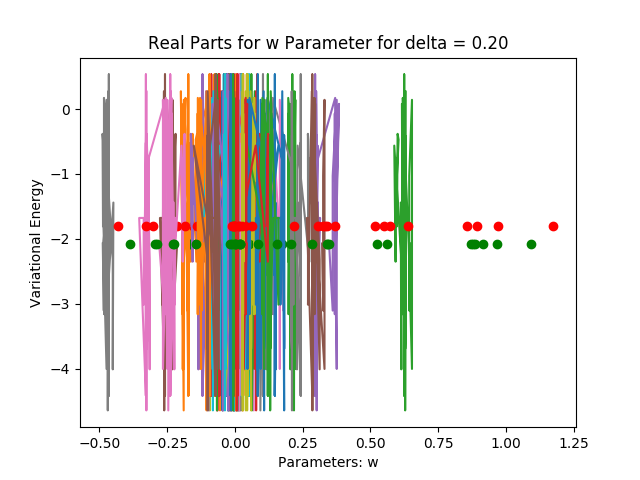 Real Parts for w Parameter for delta = 0.20
Variational Energy
0
−1
−2
−3
−4
−0.50 −0.25 0.00 0.25 0.50 0.75 1.00 1.25
Parameters: w